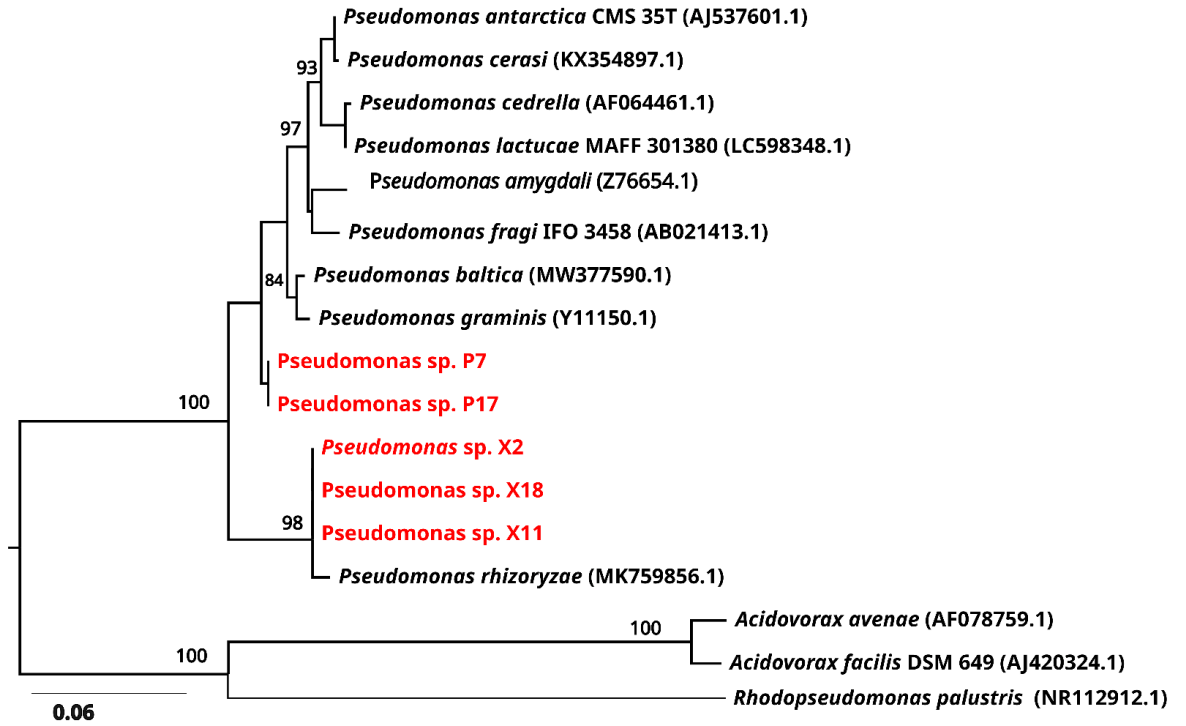 Pseudomonas antarctica CMS 35T (AJ537601.1)
93
Pseudomonas cerasi (KX354897.1)
Pseudomonas cedrella (AF064461.1)
97
Pseudomonas lactucae MAFF 301380 (LC598348.1)
Pseudomonas amygdali (Z76654.1)
Pseudomonas fragi IFO 3458 (AB021413.1)
84
Pseudomonas baltica (MW377590.1)
Pseudomonas graminis (Y11150.1)
Pseudomonas sp. P7
100
Pseudomonas sp. P17
Pseudomonas sp. X2
Pseudomonas sp. X18
98
Pseudomonas sp. X11
Pseudomonas rhizoryzae (MK759856.1)
100
Acidovorax avenae (AF078759.1)
100
Acidovorax facilis DSM 649 (AJ420324.1)
Rhodopseudomonas palustris (NR112912.1)
0.06